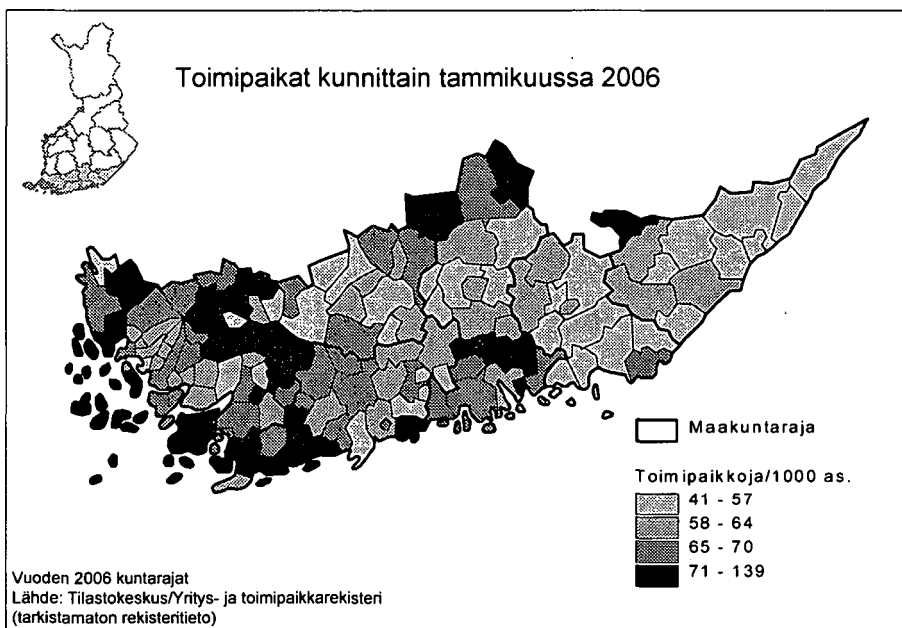 Toimipaikat kunnittain tammikuussa 2006
Maakuntaraja
Toimipaikkoja/1000 as.
41 - 57
58 - 64
65 - 70
71 - 139
Vuoden 2006 kuntarajat
Lähde: Tilastokeskus/Yritys- ja toimipaikkarekisteri
(tarkistamaton rekisteritieto)